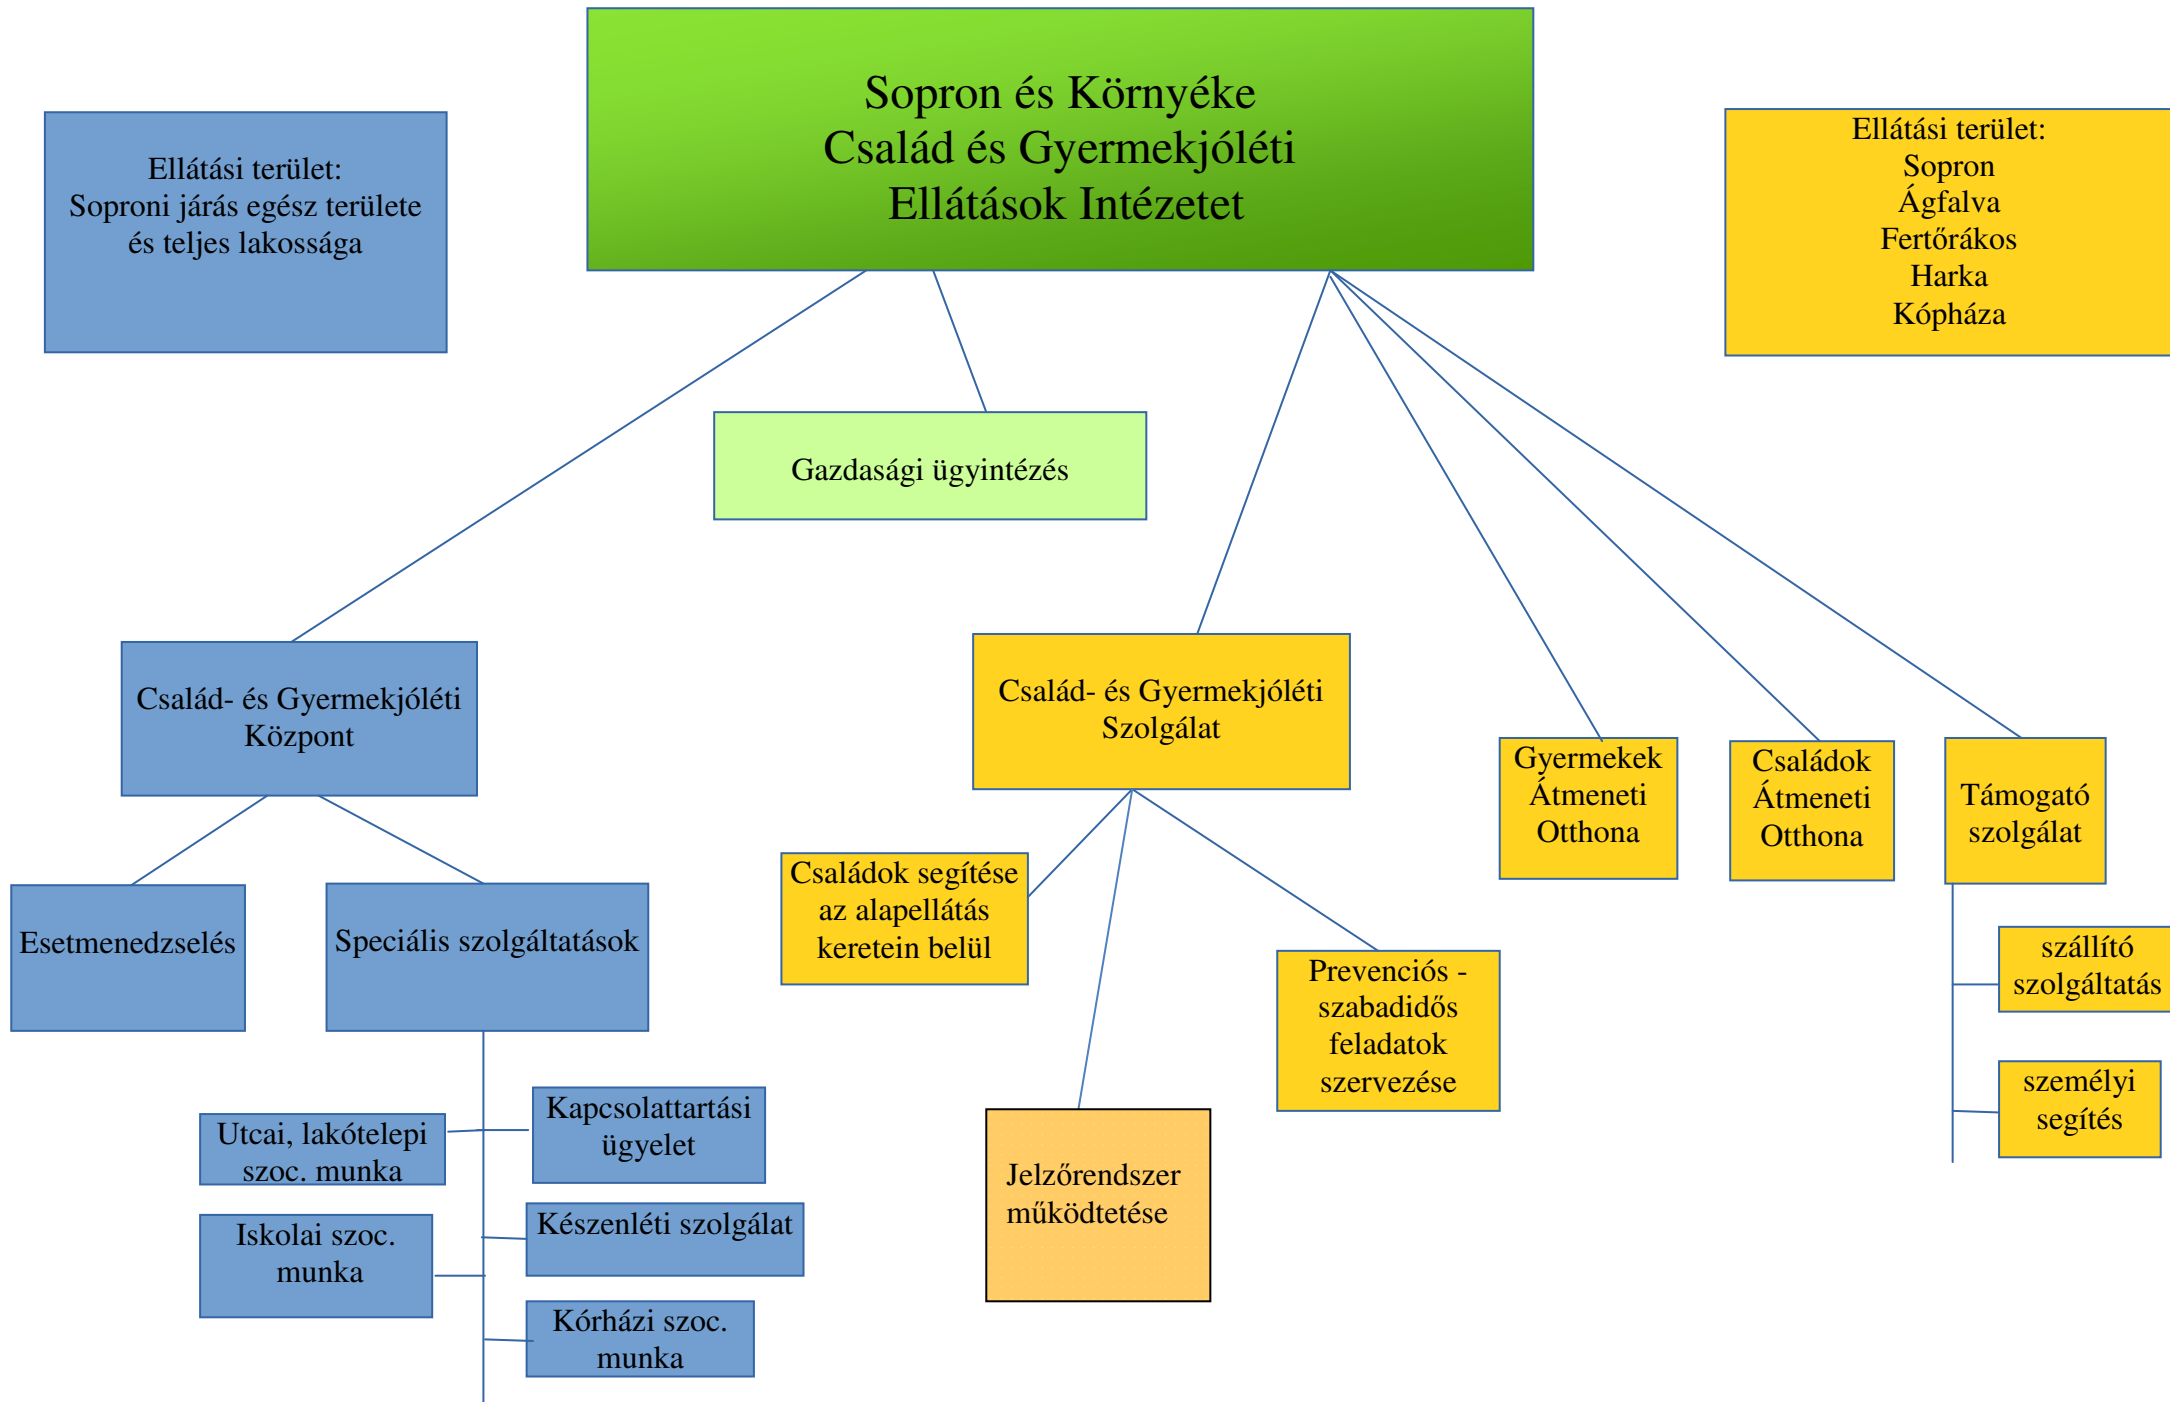 Sopron és Környéke
Család és Gyermekjóléti
Ellátások Intézetet
Ellátási terület:
Soproni járás egész területe
és teljes lakossága
Ellátási terület:
Sopron
Ágfalva
Fertőrákos
Harka
Kópháza
Gazdasági ügyintézés
Család- és Gyermekjóléti
Központ
Család- és Gyermekjóléti
Szolgálat
Gyermekek
Átmeneti
Otthona
Családok
Átmeneti
Otthona
Támogató
szolgálat
Esetmenedzselés
Speciális szolgáltatások
Családok segítése
az alapellátás
keretein belül
Prevenciós -
szabadidős
feladatok
szervezése
szállító
szolgáltatás
személyi
segítés
Utcai, lakótelepi
szoc. munka
Kapcsolattartási
ügyelet
Iskolai szoc.
munka
Készenléti szolgálat
Kórházi szoc.
munka
Jelzőrendszer
működtetése